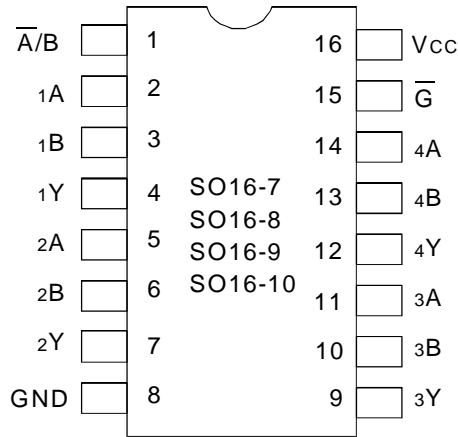 A̅/B 1 16 Vcc
1A 2 15 G̅
1B 3 14 4A
1Y 4 SO16-7 13 4B
2A 5 SO16-8 12 4Y
2B 6 SO16-9 11 3A
SO16-10
2Y 7 10 3B
GND 8 9 3Y